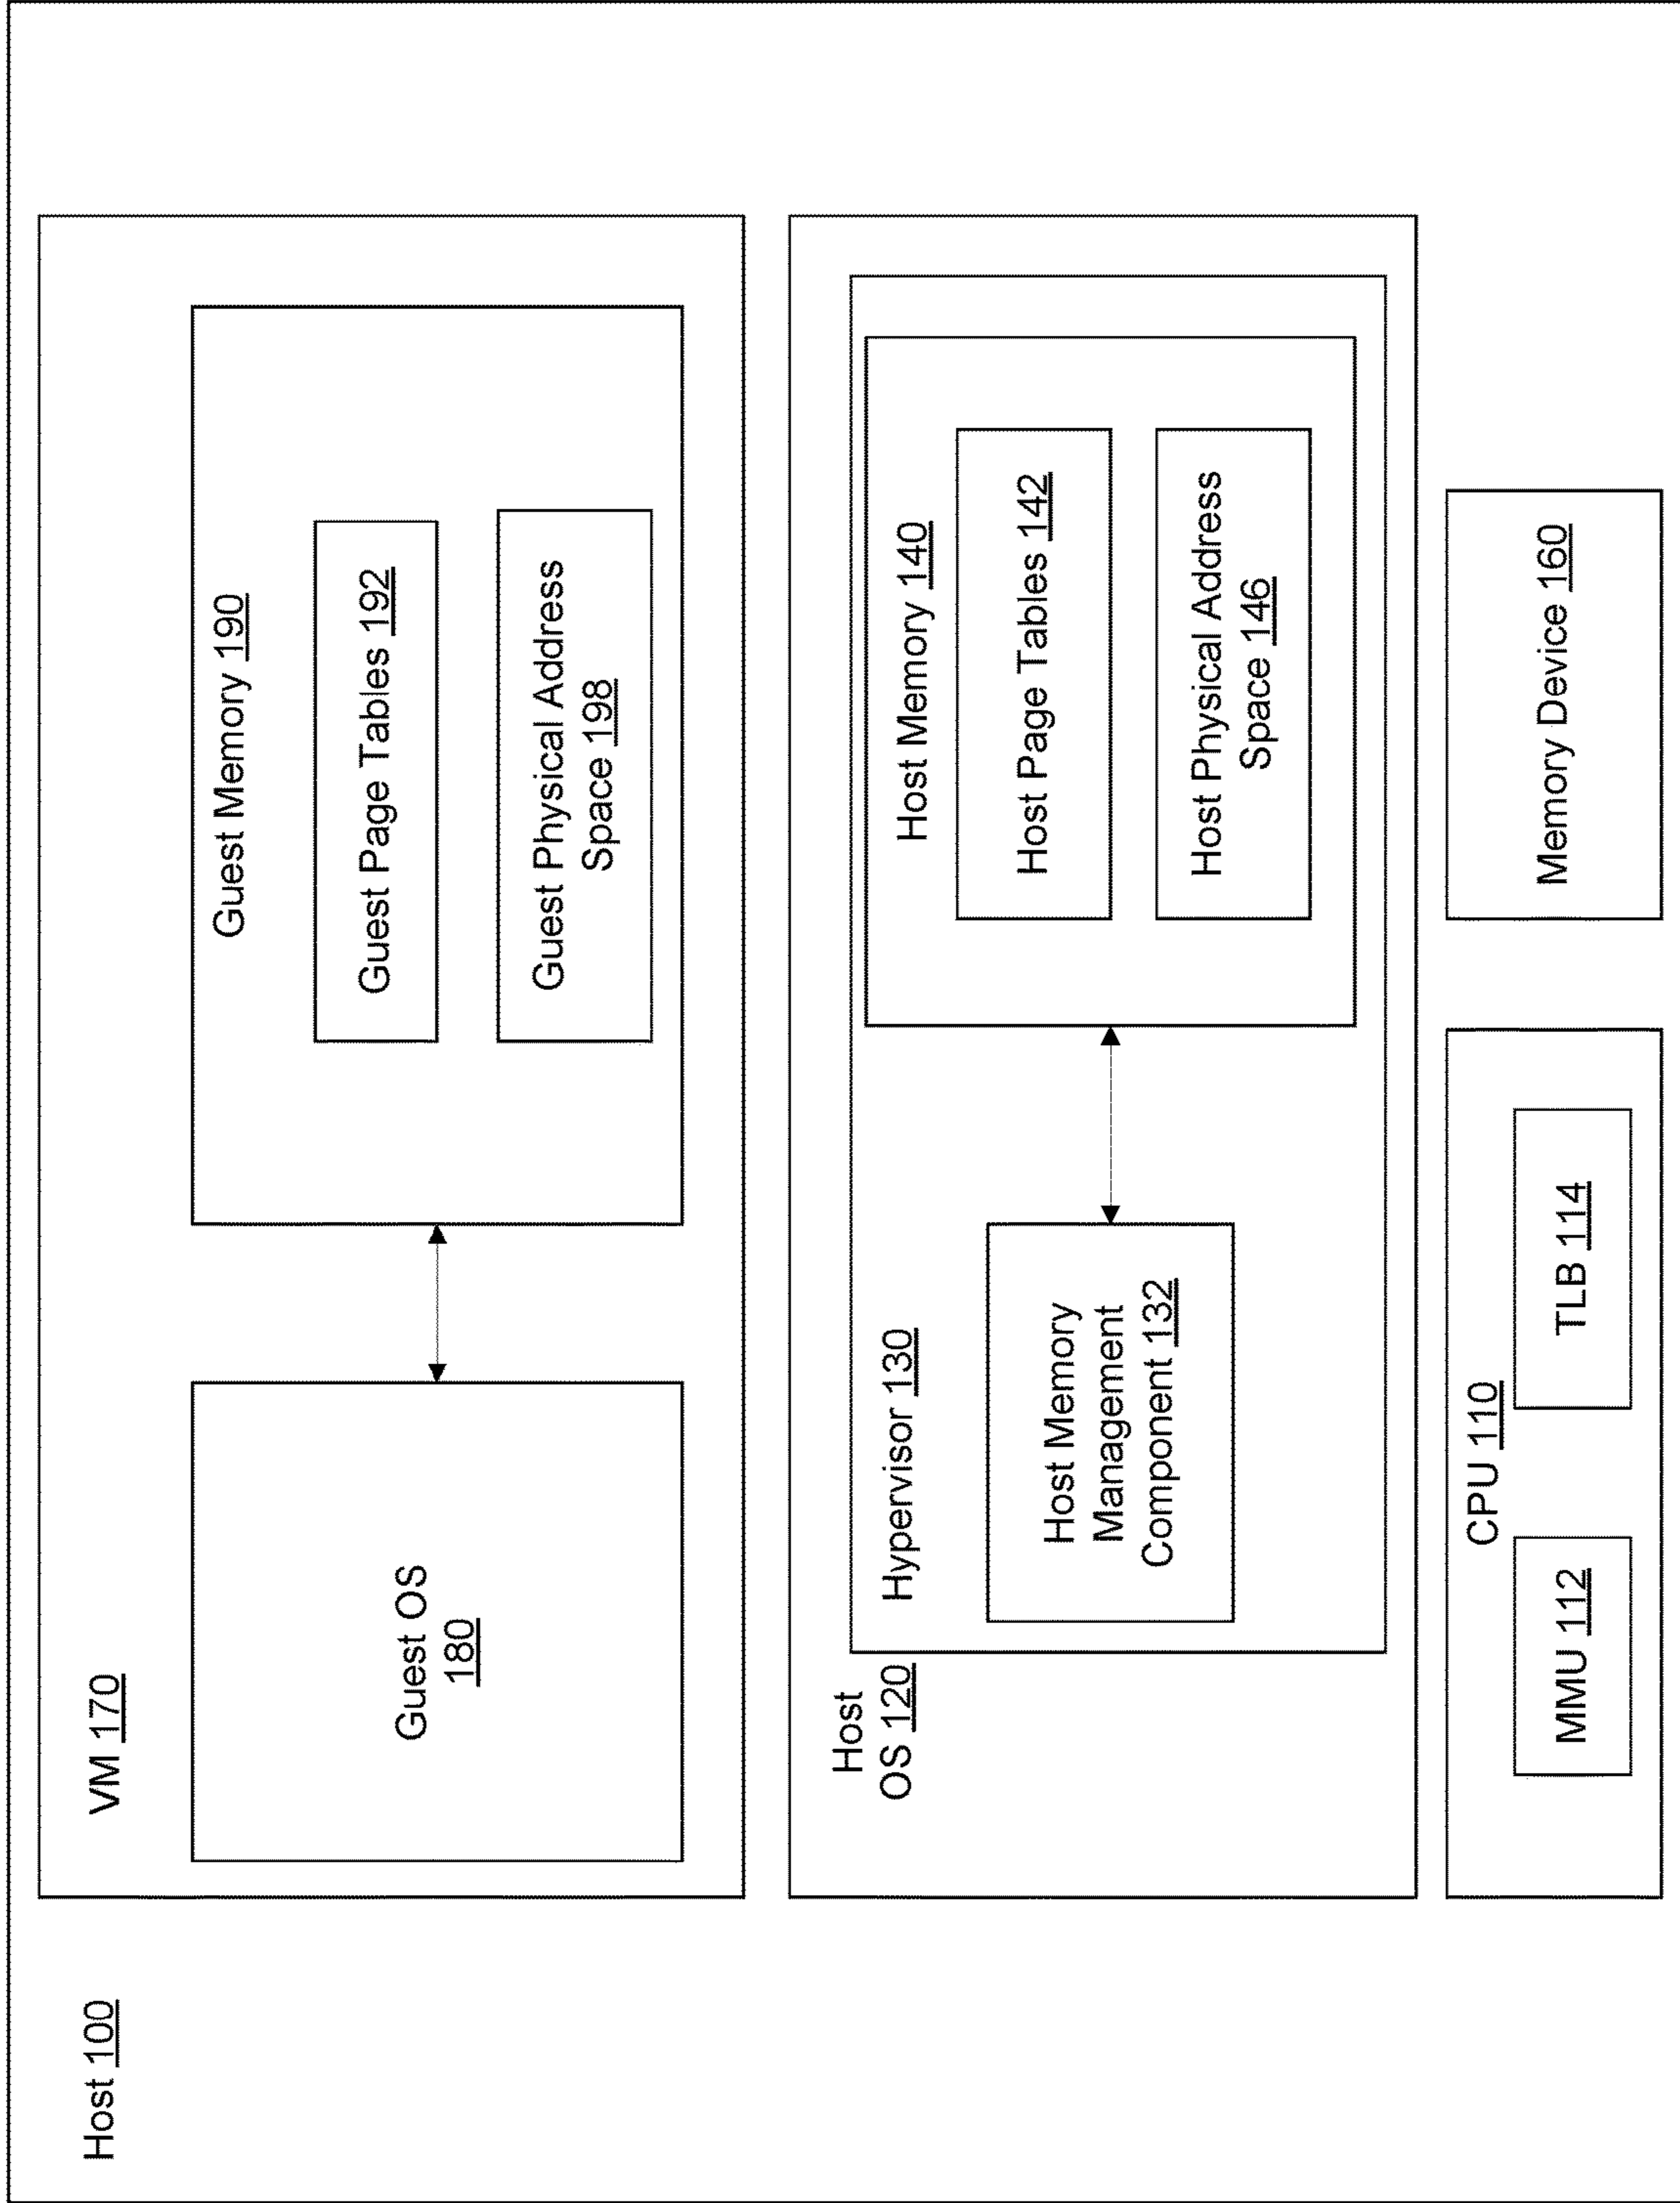 Host 100
VM 170
Guest OS
180
Guest Memory 190
Guest Page Tables 192
Guest Physical Address
Space 198
Host
OS 120
Hypervisor 130
Host Memory
Management
Component 132
Host Memory 140
Host Page Tables 142
Host Physical Address
Space 146
CPU 110
MMU 112
TLB 114
Memory Device 160